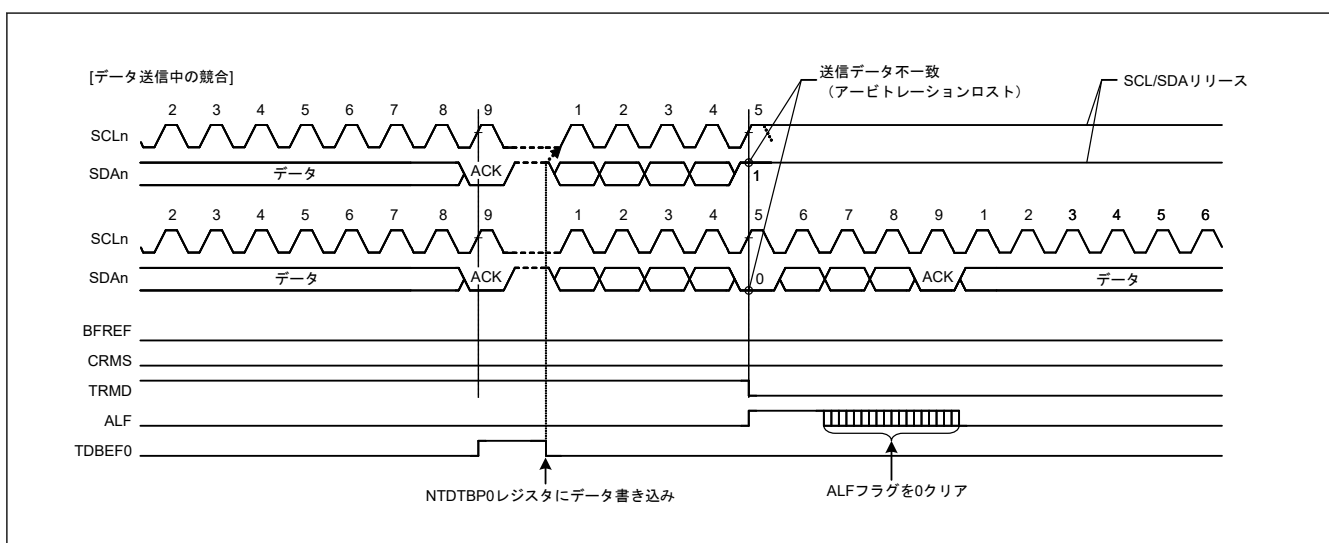 [データ送信中の競合]
送信データ不一致
（アービトレーションロスト）
SCL/SDAリリース
2 3 4 5 6 7 8 9 1 2 3 4 5
SCLn
SDAn データ ACK 1
2 3 4 5 6 7 8 9 1 2 3 4 5 6 7 8 9 1 2 3 4 5 6
SCLn
SDAn データ ACK 0 ACK データ
BFREF
CRMS
TRMD
ALF
TDBEF0
NTDTBP0レジスタにデータ書き込み
ALFフラグを0クリア